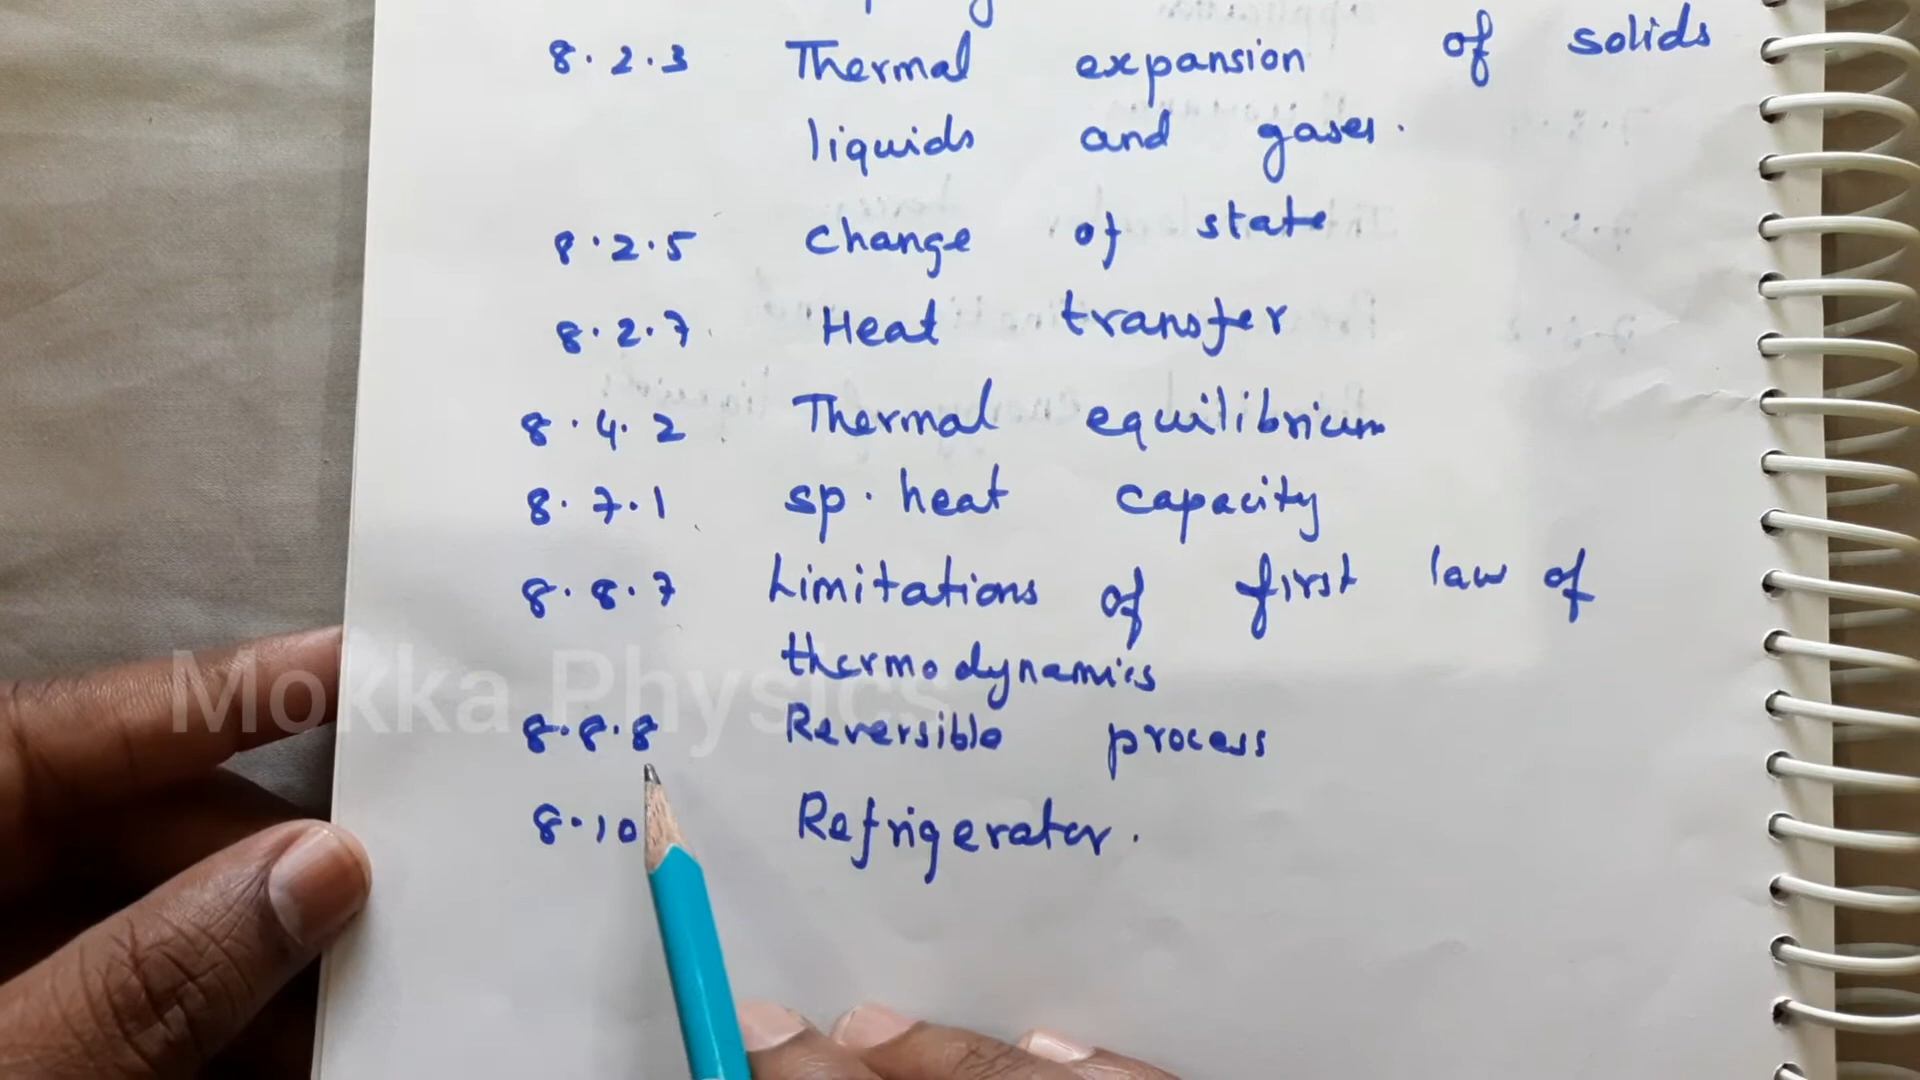 8.2.3 Thermal expansion of solids
liquids and gases.
8.2.5 change of state
8.2.7 Heat transfer
8.4.2 Thermal equilibrium
8.7.1 sp. heat capacity
8.8.7 Limitations of first law of
thermodynamics
Mokka Physics
8.8.8 Reversible process
8.10 Refrigerator.